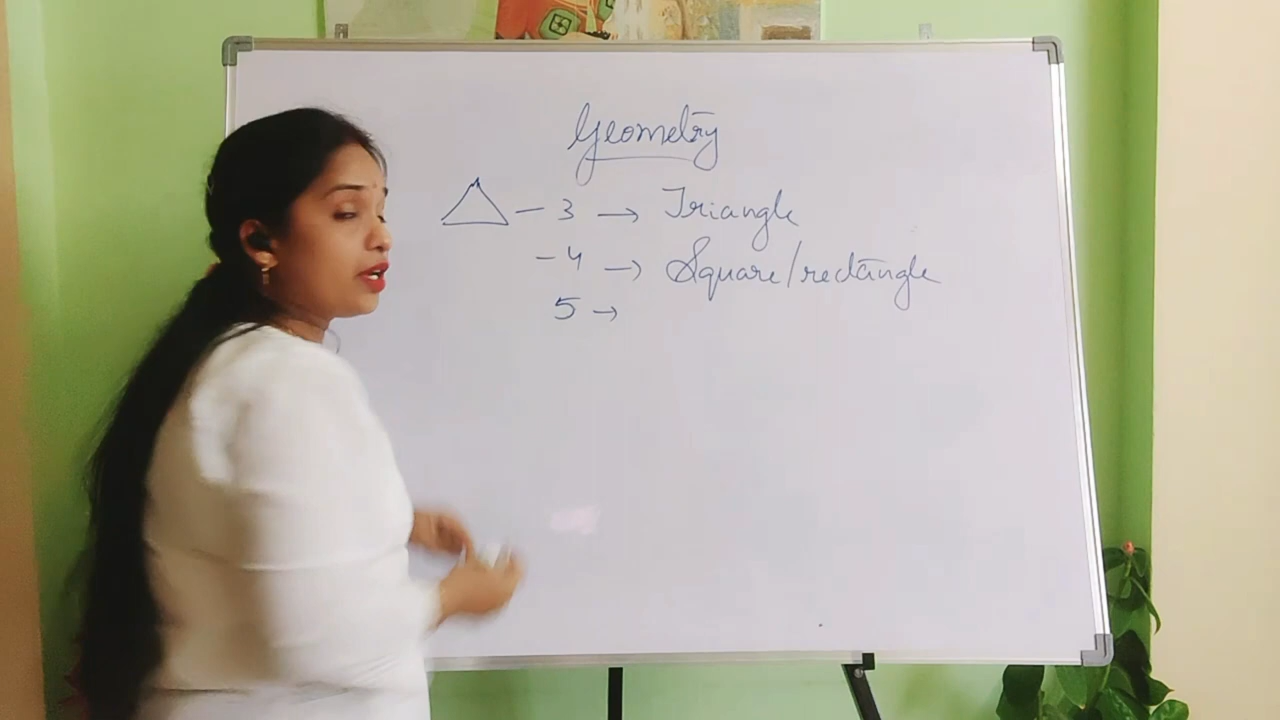 Geometry
△ — 3 → Triangle
- 4 → Square/rectangle
5 →